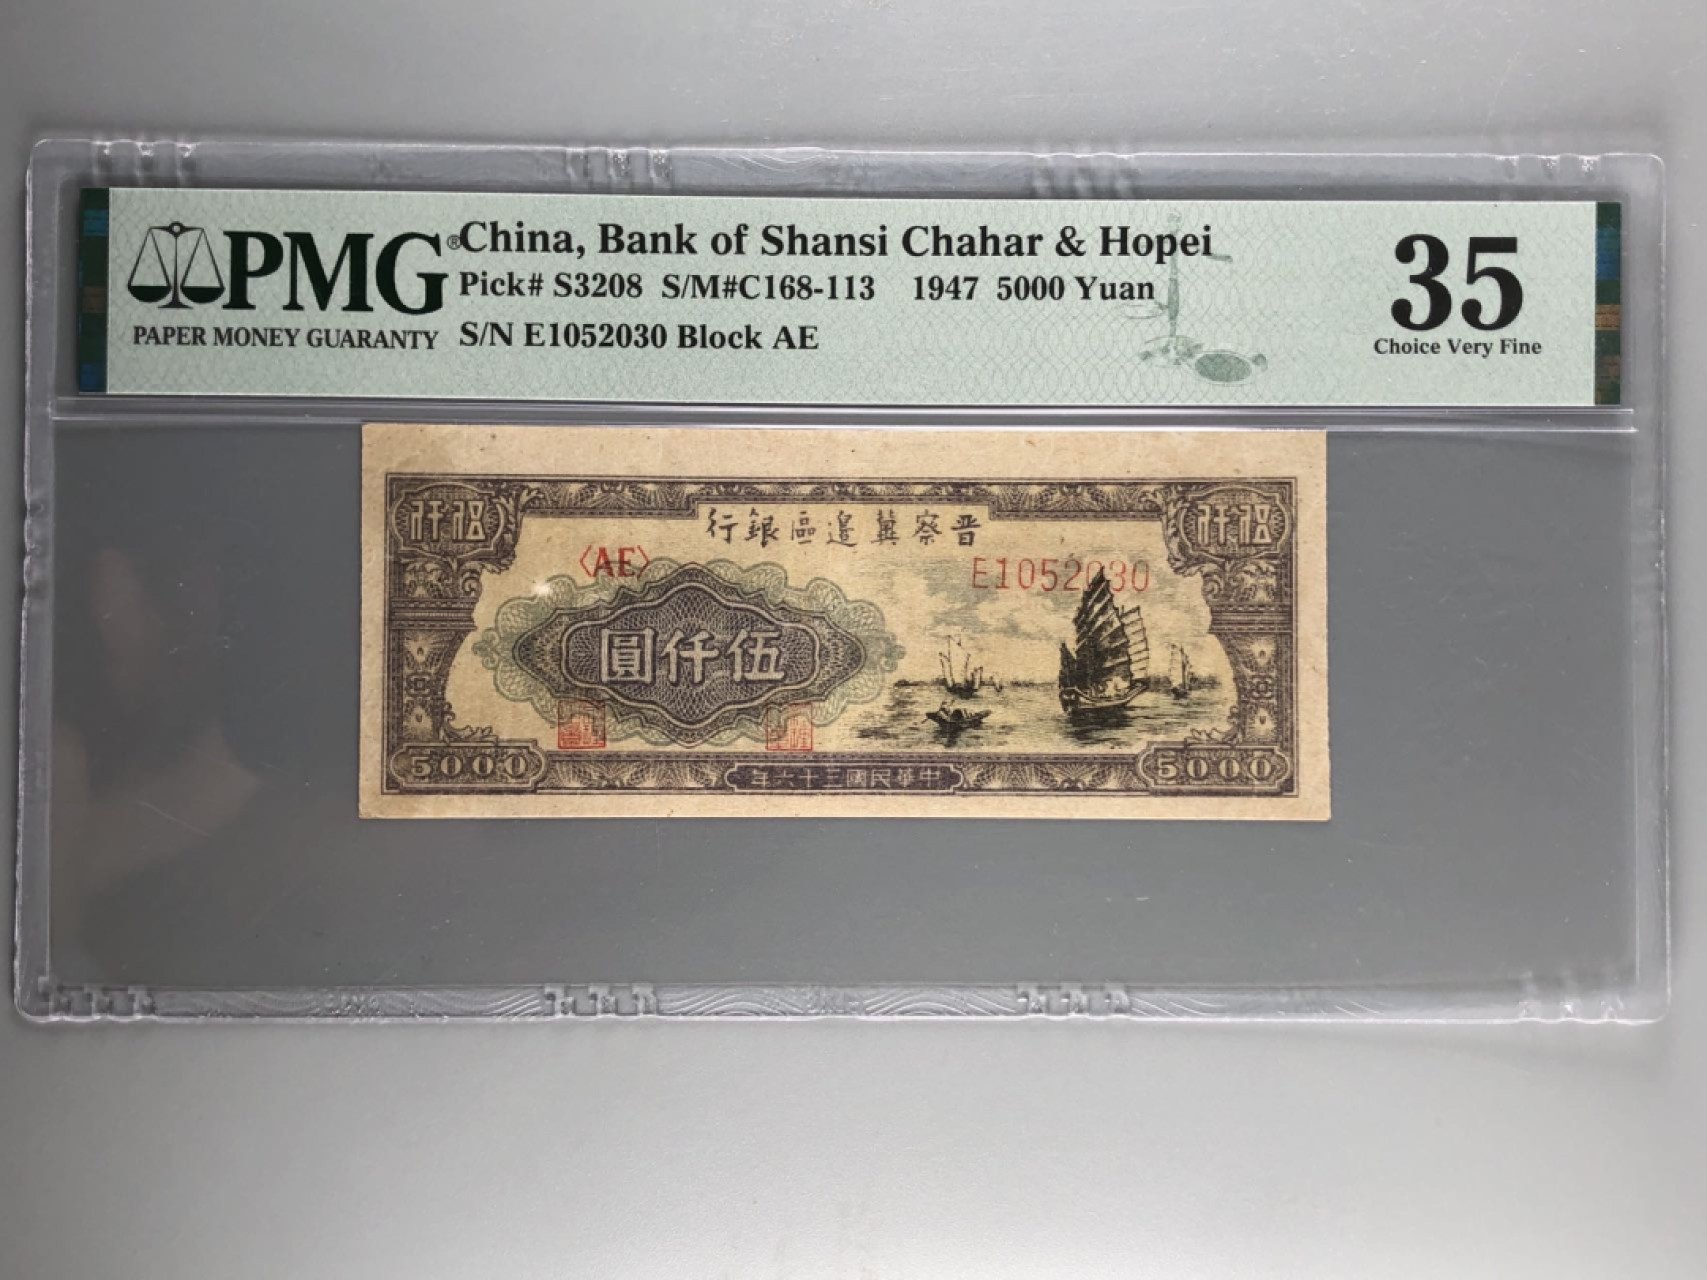 PMG®
PAPER MONEY GUARANTY
China, Bank of Shansi Chahar & Hopei
Pick# S3208 S/M#C168-113 1947 5000 Yuan
S/N E1052030 Block AE
35
Choice Very Fine
行銀區邊冀察晋
仟伍
仟伍
〈AE〉
E1052030
圓仟伍
5000
年六十三國民華中
5000